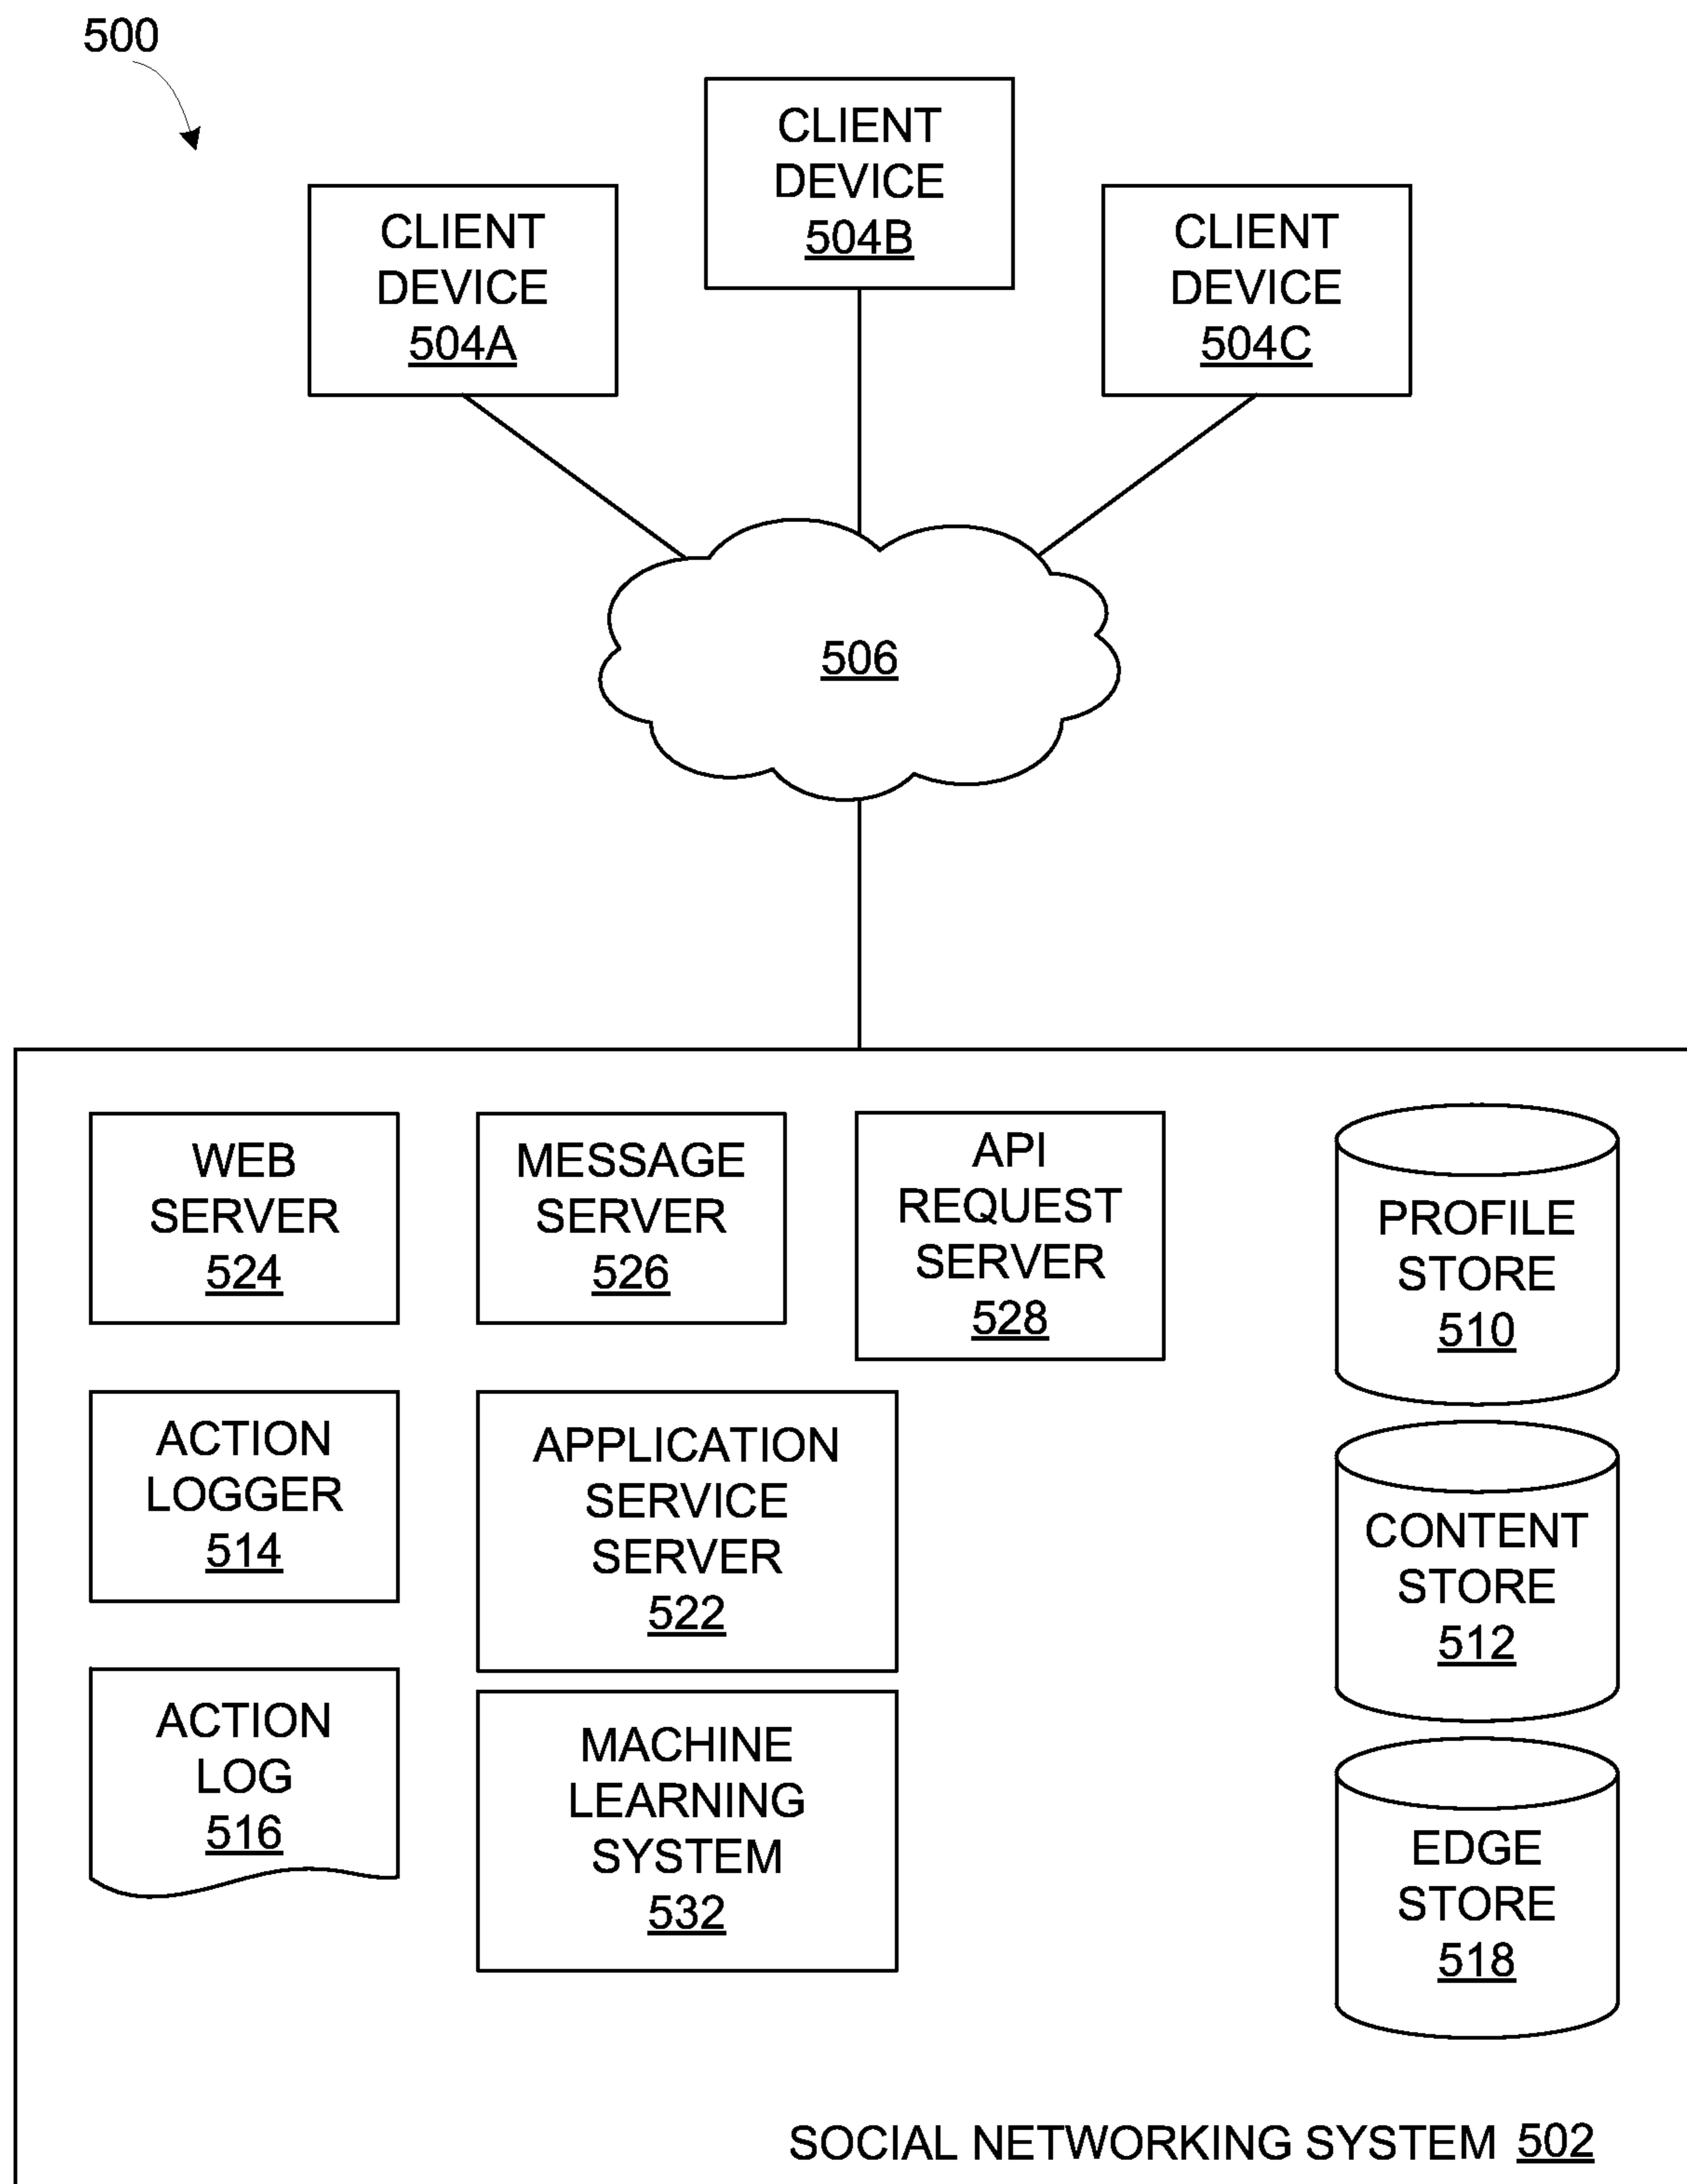 500
CLIENT
DEVICE
504A
CLIENT
DEVICE
504B
CLIENT
DEVICE
504C
506
WEB
SERVER
524
MESSAGE
SERVER
526
API
REQUEST
SERVER
528
PROFILE
STORE
510
ACTION
LOGGER
514
APPLICATION
SERVICE
SERVER
522
CONTENT
STORE
512
ACTION
LOG
516
MACHINE
LEARNING
SYSTEM
532
EDGE
STORE
518
SOCIAL NETWORKING SYSTEM 502